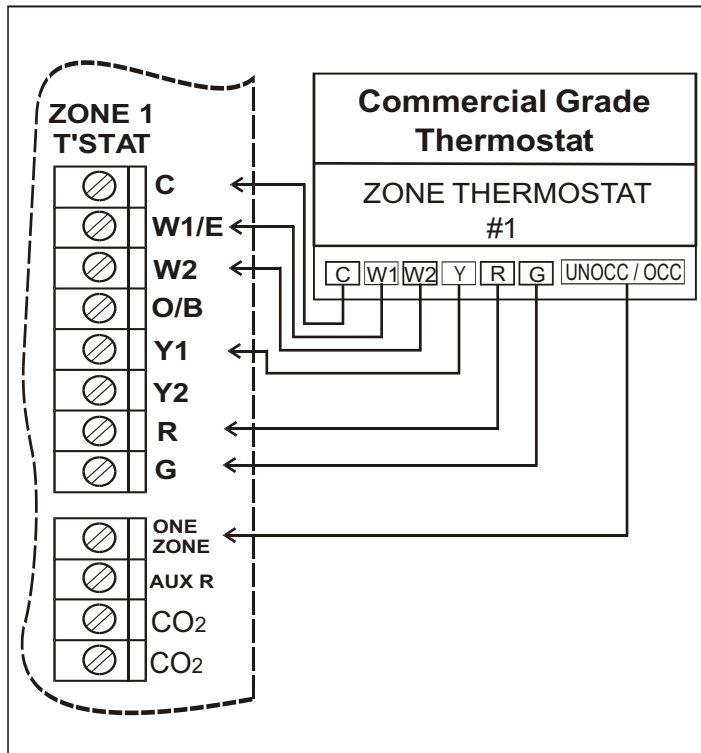 ZONE 1
T'STAT
C
W1/E
W2
O/B
Y1
Y2
R
G
ONE
ZONE
AUX R
CO2
CO2
Commercial Grade
Thermostat
ZONE THERMOSTAT
#1
C W1 W2 Y R G UNOCC / OCC